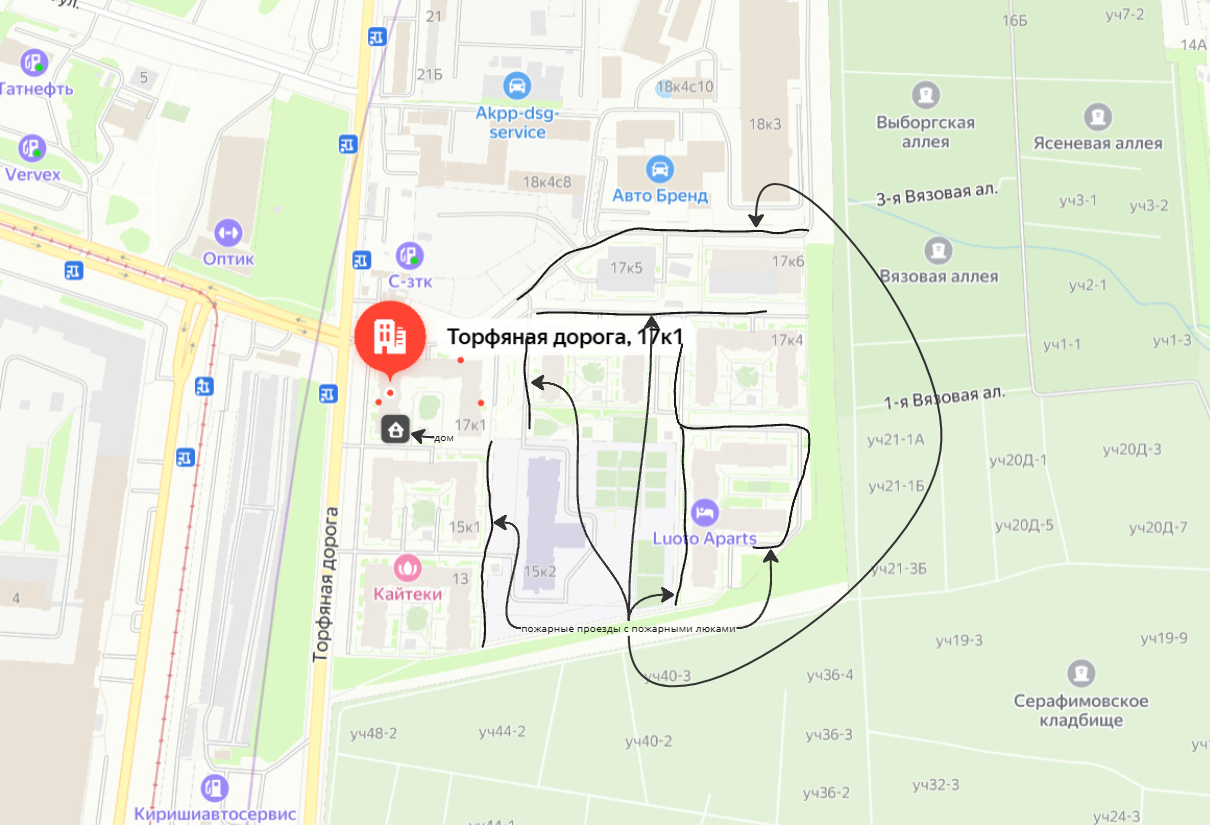 ул.
21
16Б
уч7-2
14А
Татнефть
5
21Б
18к4с10
Akpp-dsg-
service
18к3
Выборгская
аллея
Ясеневая аллея
Vervex
18к4с8
Авто Бренд
3-я Вязовая ал.
уч3-1
уч3-2
Оптик
С-зтк
17к5
17к6
Вязовая аллея
уч2-1
Торфяная дорога, 17к1
17к4
уч1-1
уч1-3
1-я Вязовая ал.
17к1
дом
уч21-1А
уч20Д-1
уч20Д-3
уч21-1Б
15к1
Luoto Aparts
уч20Д-5
уч20Д-7
Торфяная дорога
Кайтеки
13
15к2
уч21-3Б
4
пожарные проезды с пожарными люками
уч19-3
уч19-9
уч40-3
уч36-4
Серафимовское
кладбище
уч48-2
уч44-2
уч40-2
уч36-3
уч32-3
уч36-2
Киришиавтосервис
уч24-3
уч44-1